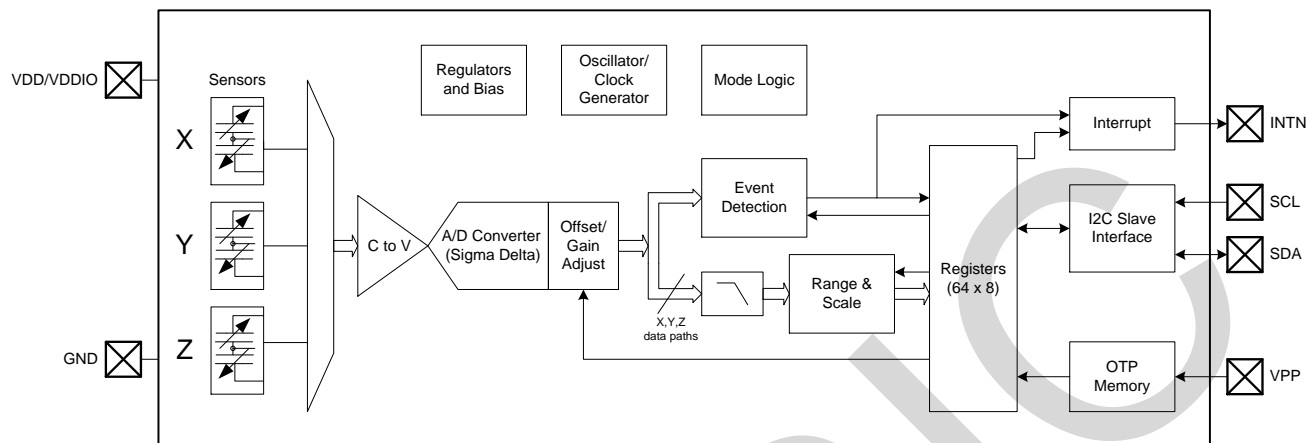 VDD/VDDIO
GND
Sensors
X
Y
Z
C to V
A/D Converter
(Sigma Delta)
Offset/
Gain
Adjust
Regulators
and Bias
Oscillator/
Clock
Generator
Mode Logic
Event
Detection
X,Y,Z
data paths
Range &
Scale
Registers
(64 x 8)
Interrupt
I2C Slave
Interface
OTP
Memory
INTN
SCL
SDA
VPP